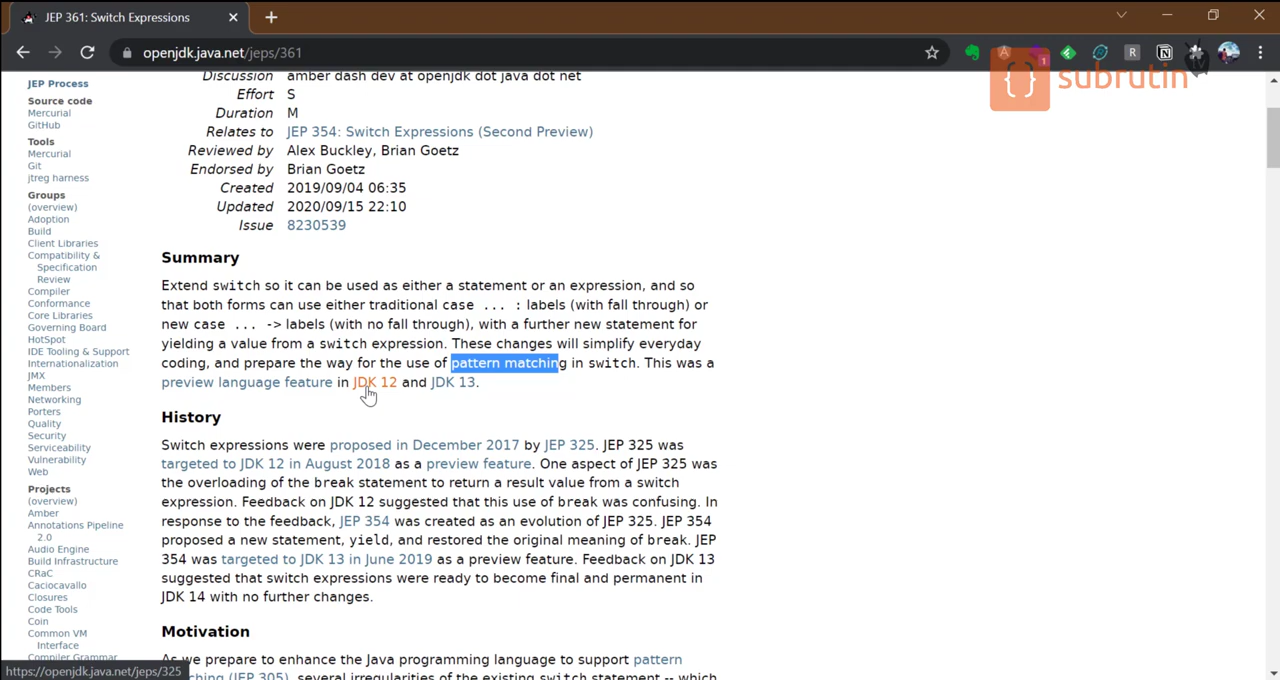 JEP 361: Switch Expressions
openjdk.java.net/jeps/361
R
1
{ } subrutin
JEP Process
Source code
Mercurial
GitHub
Tools
Mercurial
Git
jtreg harness
Groups
(overview)
Adoption
Build
Client Libraries
Compatibility &
Specification
Review
Compiler
Conformance
Core Libraries
Governing Board
HotSpot
IDE Tooling & Support
Internationalization
JMX
Members
Networking
Porters
Quality
Security
Serviceability
Vulnerability
Web
Projects
(overview)
Amber
Annotations Pipeline
2.0
Audio Engine
Build Infrastructure
CRaC
Caciocavallo
Closures
Code Tools
Coin
Common VM
Interface
Compiler Grammar
Discussion amber dash dev at openjdk dot java dot net
Effort S
Duration M
Relates to JEP 354: Switch Expressions (Second Preview)
Reviewed by Alex Buckley, Brian Goetz
Endorsed by Brian Goetz
Created 2019/09/04 06:35
Updated 2020/09/15 22:10
Issue 8230539
Summary
Extend switch so it can be used as either a statement or an expression, and so
that both forms can use either traditional case ... : labels (with fall through) or
new case ... -> labels (with no fall through), with a further new statement for
yielding a value from a switch expression. These changes will simplify everyday
coding, and prepare the way for the use of pattern matching in switch. This was a
preview language feature in JDK 12 and JDK 13.
History
Switch expressions were proposed in December 2017 by JEP 325. JEP 325 was
targeted to JDK 12 in August 2018 as a preview feature. One aspect of JEP 325 was
the overloading of the break statement to return a result value from a switch
expression. Feedback on JDK 12 suggested that this use of break was confusing. In
response to the feedback, JEP 354 was created as an evolution of JEP 325. JEP 354
proposed a new statement, yield, and restored the original meaning of break. JEP
354 was targeted to JDK 13 in June 2019 as a preview feature. Feedback on JDK 13
suggested that switch expressions were ready to become final and permanent in
JDK 14 with no further changes.
Motivation
As we prepare to enhance the Java programming language to support pattern
matching (JEP 305), several irregularities of the existing switch statement -- which
https://openjdk.java.net/jeps/325